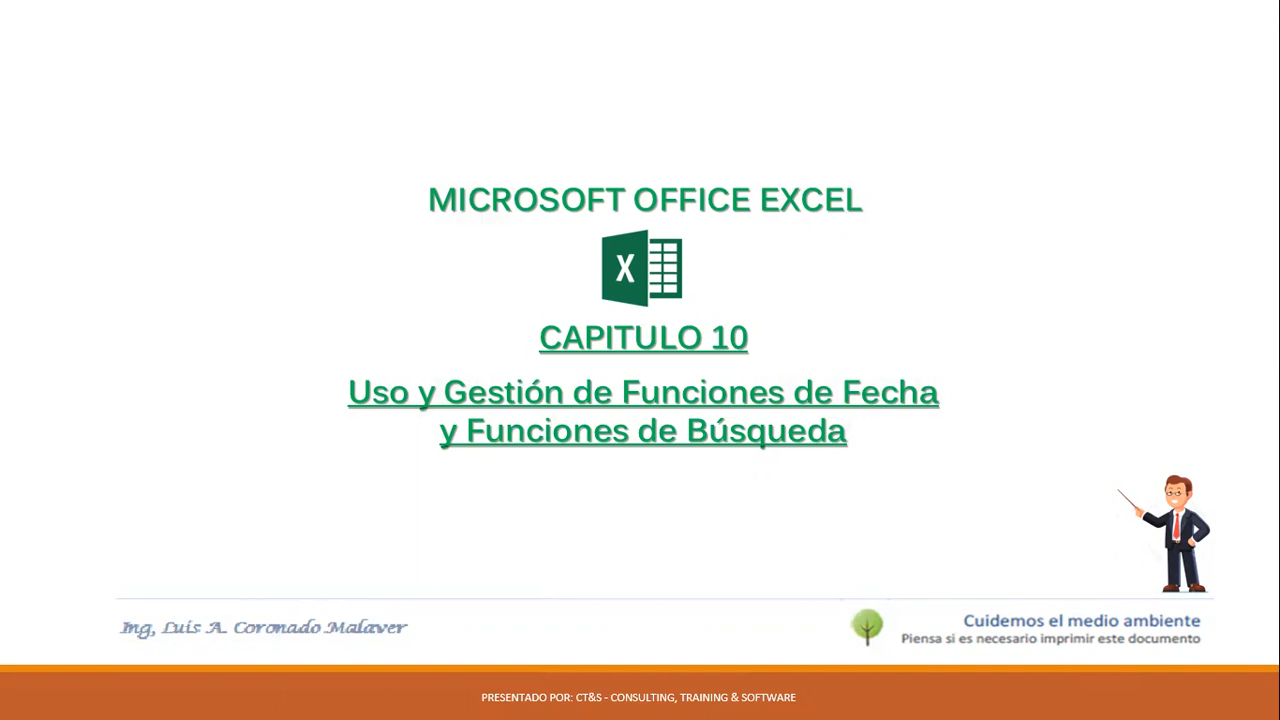 MICROSOFT OFFICE EXCEL
X
CAPITULO 10
Uso y Gestión de Funciones de Fecha
y Funciones de Búsqueda
Ing, Luis A. Coronado Malaver
Cuidemos el medio ambiente
Piensa si es necesario imprimir este documento
PRESENTADO POR: CT&S - CONSULTING, TRAINING & SOFTWARE